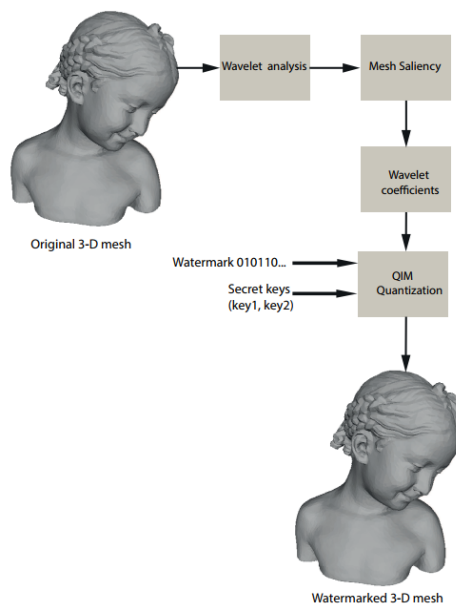 Wavelet analysis
Mesh Saliency
Wavelet
coefficients
Original 3-D mesh
Watermark 010110...
Secret keys
(key1, key2)
QIM
Quantization
Watermarked 3-D mesh